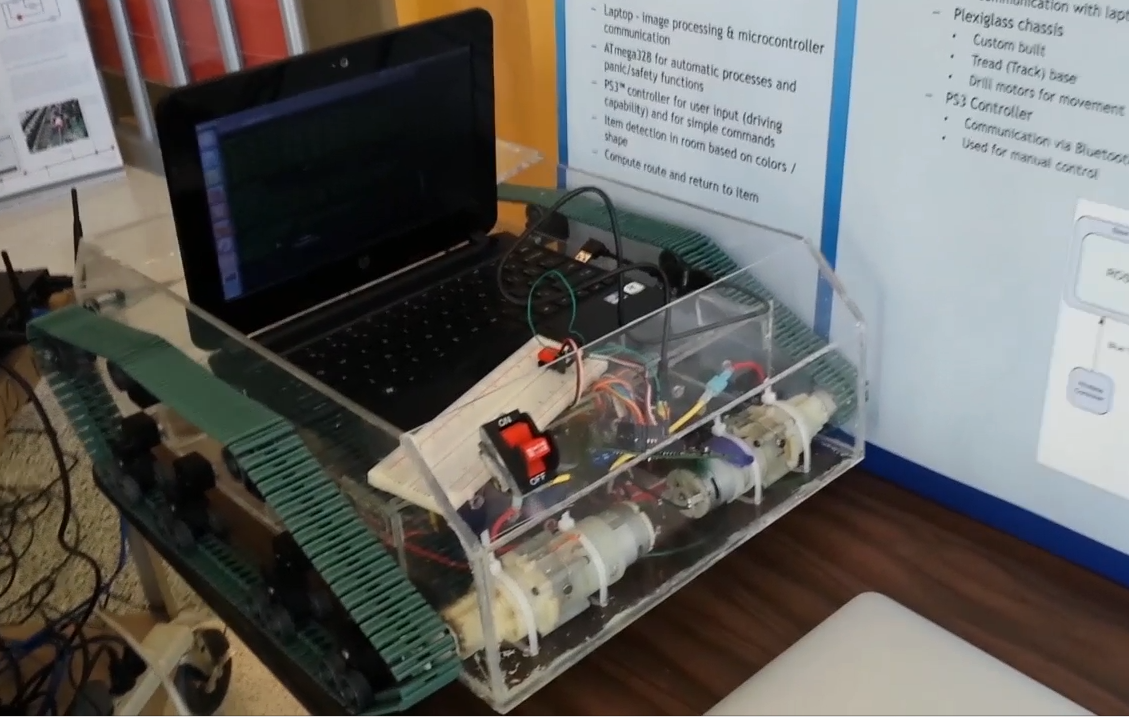 - Laptop - Image processing & microcontroller
communication
- ATmega328 for automatic processes and
panic/safety functions
- PS3™ controller for user input (driving
capability) and for simple commands
- Item detection in room based on colors /
shape
- Compute route and return to item
communication with
- Plexiglass chassis
• Custom built
• Tread (Track) base
• Drill motors for movement
- PS3 Controller
• Communication via
• Used for manual control
ON
OFF
hp